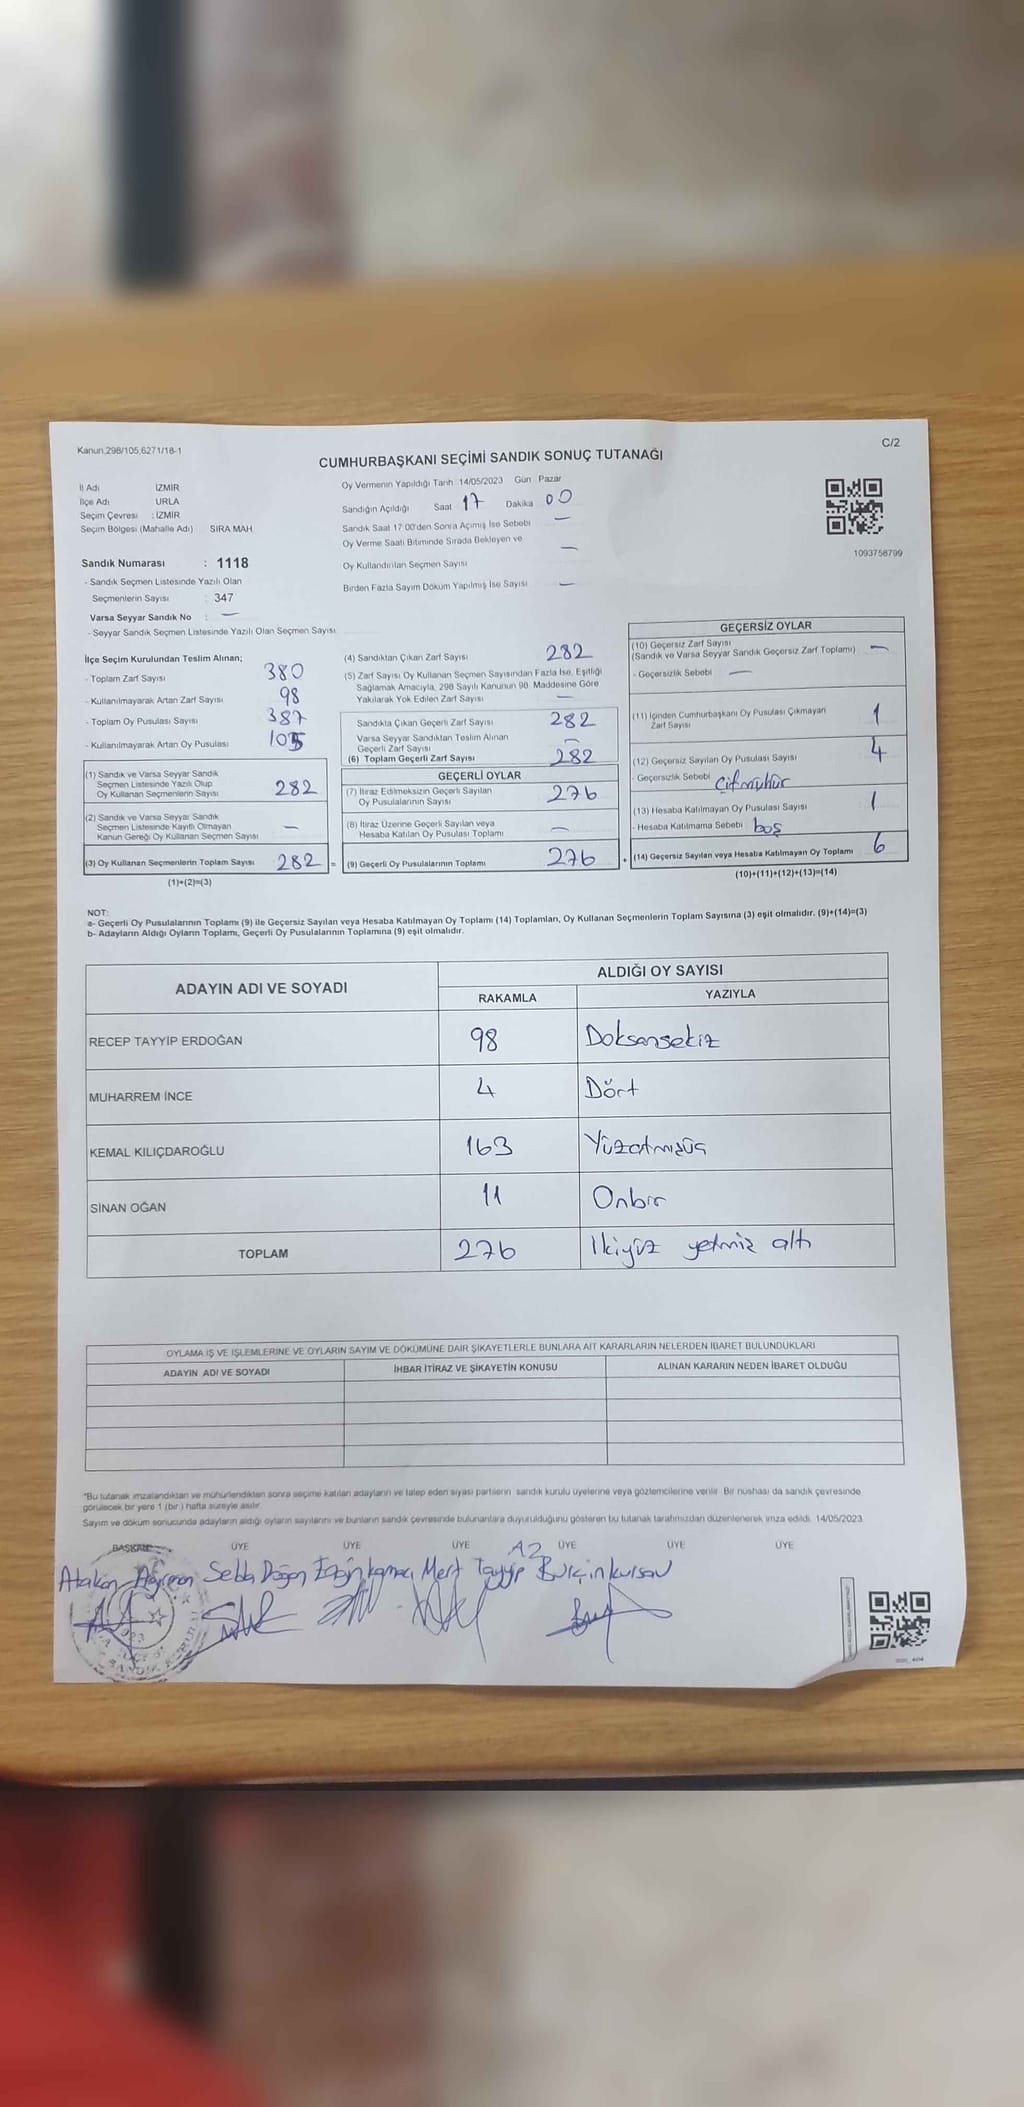 Kanun,298/105,6271/18-1
C/2
CUMHURBAŞKANI SEÇİMİ SANDIK SONUÇ TUTANAĞI
İl Adı İZMİR
İlçe Adı URLA
Seçim Çevresi : İZMİR
Seçim Bölgesi (Mahalle Adı) SIRA MAH.
Oy Vermenin Yapıldığı Tarih 14/05/2023 Gün Pazar
Sandığın Açıldığı Saat 17 Dakika 00
Sandık Saat 17:00'den Sonra Açımış İse Sebebi —
Oy Verme Saati Bitiminde Sırada Bekleyen ve
Oy Kullandırılan Seçmen Sayısı —
Birden Fazla Sayım Döküm Yapılmış İse Sayısı —
1093756799
Sandık Numarası : 1118
- Sandık Seçmen Listesinde Yazılı Olan
Seçmenlerin Sayısı : 347
Varsa Seyyar Sandık No : —
- Seyyar Sandık Seçmen Listesinde Yazılı Olan Seçmen Sayısı
İlçe Seçim Kurulundan Teslim Alınan;
- Toplam Zarf Sayısı 380
- Kullanılmayarak Artan Zarf Sayısı 98
- Toplam Oy Pusulası Sayısı 387
- Kullanılmayarak Artan Oy Pusulası 105
(1) Sandık ve Varsa Seyyar Sandık
Seçmen Listesinde Yazılı Olup
Oy Kullanan Seçmenlerin Sayısı 282
(2) Sandık ve Varsa Seyyar Sandık
Seçmen Listesinde Kayıtlı Olmayan
Kanun Gereği Oy Kullanan Seçmen Sayısı —
(3) Oy Kullanan Seçmenlerin Toplam Sayısı 282 =
(1)+(2)=(3)
(4) Sandıktan Çıkan Zarf Sayısı 282
(5) Zarf Sayısı Oy Kullanan Seçmen Sayısından Fazla İse, Eşitliği
Sağlamak Amacıyla, 298 Sayılı Kanunun 98. Maddesine Göre
Yakılarak Yok Edilen Zarf Sayısı —
Sandıkta Çıkan Geçerli Zarf Sayısı 282
Varsa Seyyar Sandıktan Teslim Alınan
Geçerli Zarf Sayısı —
(6) Toplam Geçerli Zarf Sayısı 282
GEÇERLİ OYLAR
(7) İtiraz Edilmeksizin Geçerli Sayılan
Oy Pusulalarının Sayısı 276
(8) İtiraz Üzerine Geçerli Sayılan veya
Hesaba Katılan Oy Pusulası Toplamı —
(9) Geçerli Oy Pusulalarının Toplamı 276 +
GEÇERSİZ OYLAR
(10) Geçersiz Zarf Sayısı
(Sandık ve Varsa Seyyar Sandık Geçersiz Zarf Toplamı) —
- Geçersizlik Sebebi —
(11) İçinden Cumhurbaşkanı Oy Pusulası Çıkmayan
Zarf Sayısı 1
(12) Geçersiz Sayılan Oy Pusulası Sayısı 4
- Geçersizlik Sebebi Çiftmühür
(13) Hesaba Katılmayan Oy Pusulası Sayısı 1
- Hesaba Katılmama Sebebi boş
(14) Geçersiz Sayılan veya Hesaba Katılmayan Oy Toplamı 6
(10)+(11)+(12)+(13)=(14)
NOT:
a- Geçerli Oy Pusulalarının Toplamı (9) ile Geçersiz Sayılan veya Hesaba Katılmayan Oy Toplamı (14) Toplamları, Oy Kullanan Seçmenlerin Toplam Sayısına (3) eşit olmalıdır. (9)+(14)=(3)
b- Adayların Aldığı Oyların Toplamı, Geçerli Oy Pusulalarının Toplamına (9) eşit olmalıdır.
ADAYIN ADI VE SOYADI
ALDIĞI OY SAYISI
RAKAMLA YAZIYLA
RECEP TAYYİP ERDOĞAN 98 Doksansekiz
MUHARREM İNCE 4 Dört
KEMAL KILIÇDAROĞLU 163 Yüzatmışüç
SİNAN OĞAN 11 Onbir
TOPLAM 276 İkiyüz yetmiş altı
OYLAMA İŞ VE İŞLEMLERİNE VE OYLARIN SAYIM VE DÖKÜMÜNE DAİR ŞİKAYETLERLE BUNLARA AİT KARARLARIN NELERDEN İBARET BULUNDUKLARI
ADAYIN ADI VE SOYADI İHBAR İTİRAZ VE ŞİKAYETİN KONUSU ALINAN KARARIN NEDEN İBARET OLDUĞU
*Bu tutanak imzalandıktan ve mühürlendikten sonra seçime katılan adayların ve talep eden siyasi partilerin sandık kurulu üyelerine veya gözlemcilerine verilir. Bir nüshası da sandık çevresinde
görülecek bir yere 1 (bir) hafta süreyle asılır.
Sayım ve döküm sonucunda adayların aldığı oyların sayılarını ve bunların sandık çevresinde bulunanlara duyurulduğunu gösteren bu tutanak tarafımızdan düzenlenerek imza edildi. 14/05/2023
BAŞKAN ÜYE ÜYE ÜYE ÜYE ÜYE ÜYE
Atakan Seda Doğan Mert Tayyip